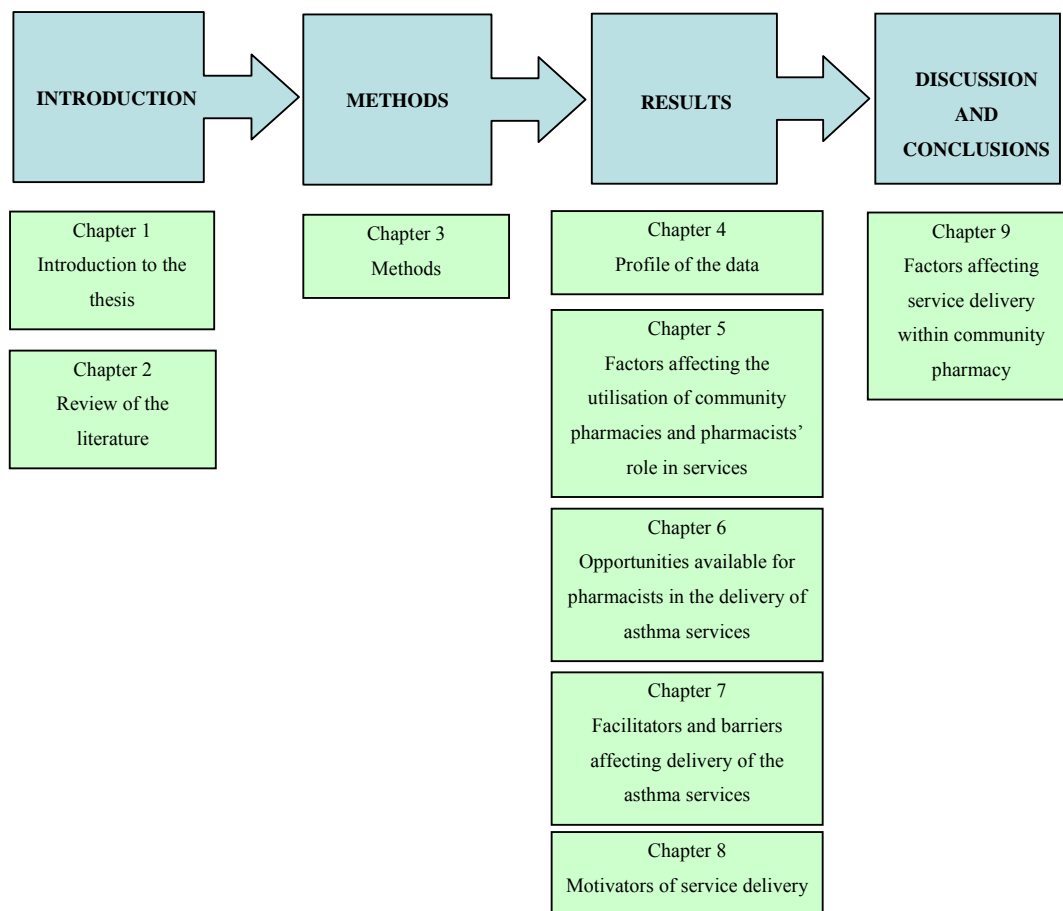 INTRODUCTION
METHODS
RESULTS
DISCUSSION
AND
CONCLUSIONS
Chapter 1
Introduction to the
thesis
Chapter 2
Review of the
literature
Chapter 3
Methods
Chapter 4
Profile of the data
Chapter 5
Factors affecting the
utilisation of community
pharmacies and pharmacists’
role in services
Chapter 6
Opportunities available for
pharmacists in the delivery of
asthma services
Chapter 7
Facilitators and barriers
affecting delivery of the
asthma services
Chapter 8
Motivators of service delivery
Chapter 9
Factors affecting
service delivery
within community
pharmacy